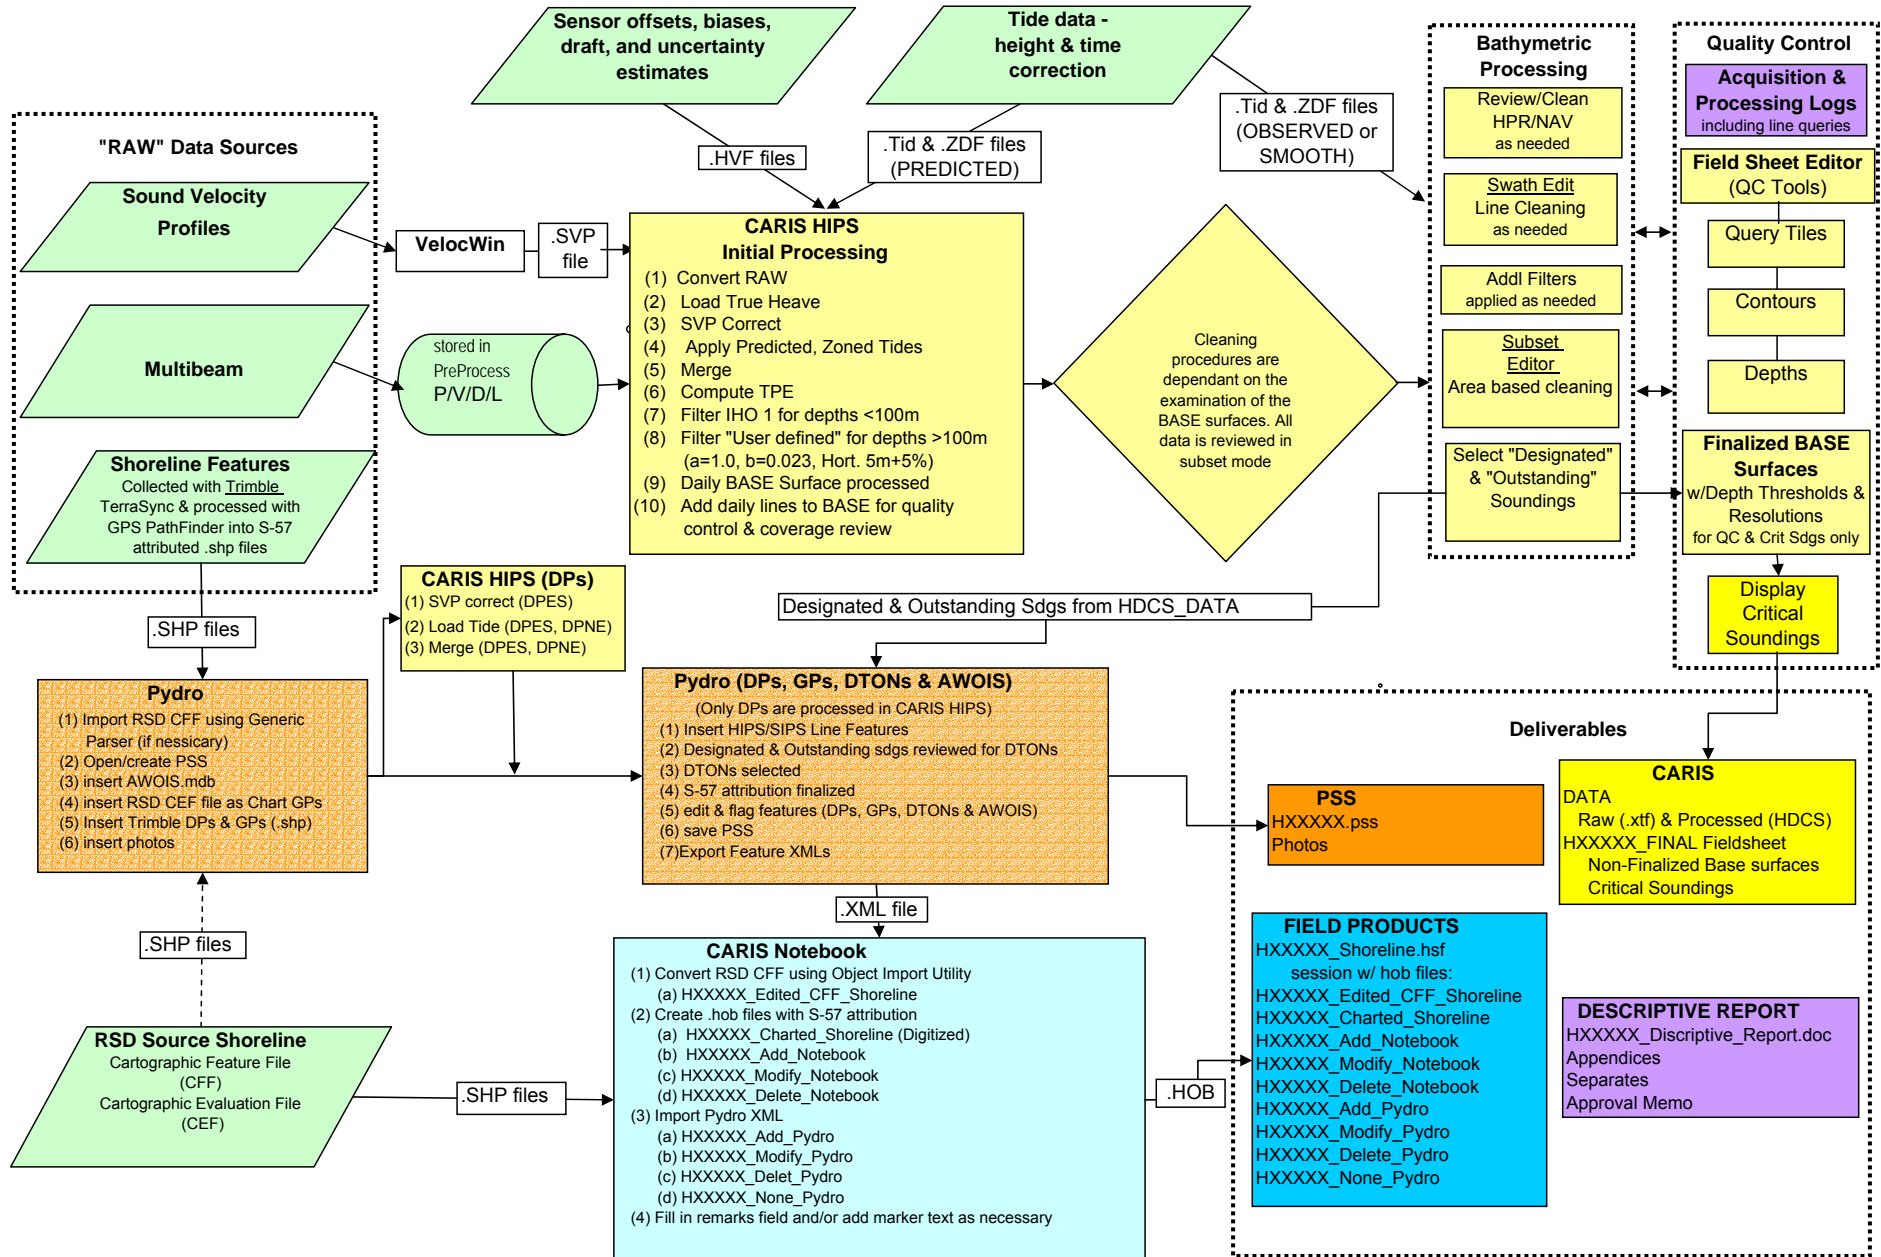 Sensor offsets, biases,
draft, and uncertainty
estimates
Tide data -
height & time
correction
.HVF files
.Tid & .ZDF files
(PREDICTED)
.Tid & .ZDF files
(OBSERVED or
SMOOTH)
"RAW" Data Sources
Sound Velocity
Profiles
Multibeam
Shoreline Features
Collected with Trimble
TerraSync & processed with
GPS PathFinder into S-57
attributed .shp files
VelocWin
.SVP
file
stored in
PreProcess
P/V/D/L
CARIS HIPS
Initial Processing
(1) Convert RAW
(2) Load True Heave
(3) SVP Correct
(4) Apply Predicted, Zoned Tides
(5) Merge
(6) Compute TPE
(7) Filter IHO 1 for depths <100m
(8) Filter "User defined" for depths >100m
(a=1.0, b=0.023, Hort. 5m+5%)
(9) Daily BASE Surface processed
(10) Add daily lines to BASE for quality
control & coverage review
Cleaning
procedures are
dependant on the
examination of the
BASE surfaces. All
data is reviewed in
subset mode
Bathymetric
Processing
Review/Clean
HPR/NAV
as needed
Swath Edit
Line Cleaning
as needed
Addl Filters
applied as needed
Subset
Editor
Area based cleaning
Select "Designated"
& "Outstanding"
Soundings
Quality Control
Acquisition &
Processing Logs
including line queries
Field Sheet Editor
(QC Tools)
Query Tiles
Contours
Depths
Finalized BASE
Surfaces
w/Depth Thresholds &
Resolutions
for QC & Crit Sdgs only
Display
Critical
Soundings
.SHP files
CARIS HIPS (DPs)
(1) SVP correct (DPES)
(2) Load Tide (DPES, DPNE)
(3) Merge (DPES, DPNE)
Designated & Outstanding Sdgs from HDCS_DATA
Pydro
(1) Import RSD CFF using Generic
Parser (if nessicary)
(2) Open/create PSS
(3) insert AWOIS.mdb
(4) insert RSD CEF file as Chart GPs
(5) Insert Trimble DPs & GPs (.shp)
(6) insert photos
Pydro (DPs, GPs, DTONs & AWOIS)
(Only DPs are processed in CARIS HIPS)
(1) Insert HIPS/SIPS Line Features
(2) Designated & Outstanding sdgs reviewed for DTONs
(3) DTONs selected
(4) S-57 attribution finalized
(5) edit & flag features (DPs, GPs, DTONs & AWOIS)
(6) save PSS
(7)Export Feature XMLs
.XML file
.SHP files
RSD Source Shoreline
Cartographic Feature File
(CFF)
Cartographic Evaluation File
(CEF)
.SHP files
CARIS Notebook
(1) Convert RSD CFF using Object Import Utility
(a) HXXXXX_Edited_CFF_Shoreline
(2) Create .hob files with S-57 attribution
(a) HXXXXX_Charted_Shoreline (Digitized)
(b) HXXXXX_Add_Notebook
(c) HXXXXX_Modify_Notebook
(d) HXXXXX_Delete_Notebook
(3) Import Pydro XML
(a) HXXXXX_Add_Pydro
(b) HXXXXX_Modify_Pydro
(c) HXXXXX_Delet_Pydro
(d) HXXXXX_None_Pydro
(4) Fill in remarks field and/or add marker text as necessary
.HOB
Deliverables
PSS
HXXXXX.pss
Photos
CARIS
DATA
Raw (.xtf) & Processed (HDCS)
HXXXXX_FINAL Fieldsheet
Non-Finalized Base surfaces
Critical Soundings
FIELD PRODUCTS
HXXXXX_Shoreline.hsf
session w/ hob files:
HXXXXX_Edited_CFF_Shoreline
HXXXXX_Charted_Shoreline
HXXXXX_Add_Notebook
HXXXXX_Modify_Notebook
HXXXXX_Delete_Notebook
HXXXXX_Add_Pydro
HXXXXX_Modify_Pydro
HXXXXX_Delete_Pydro
HXXXXX_None_Pydro
DESCRIPTIVE REPORT
HXXXXX_Discriptive_Report.doc
Appendices
Separates
Approval Memo